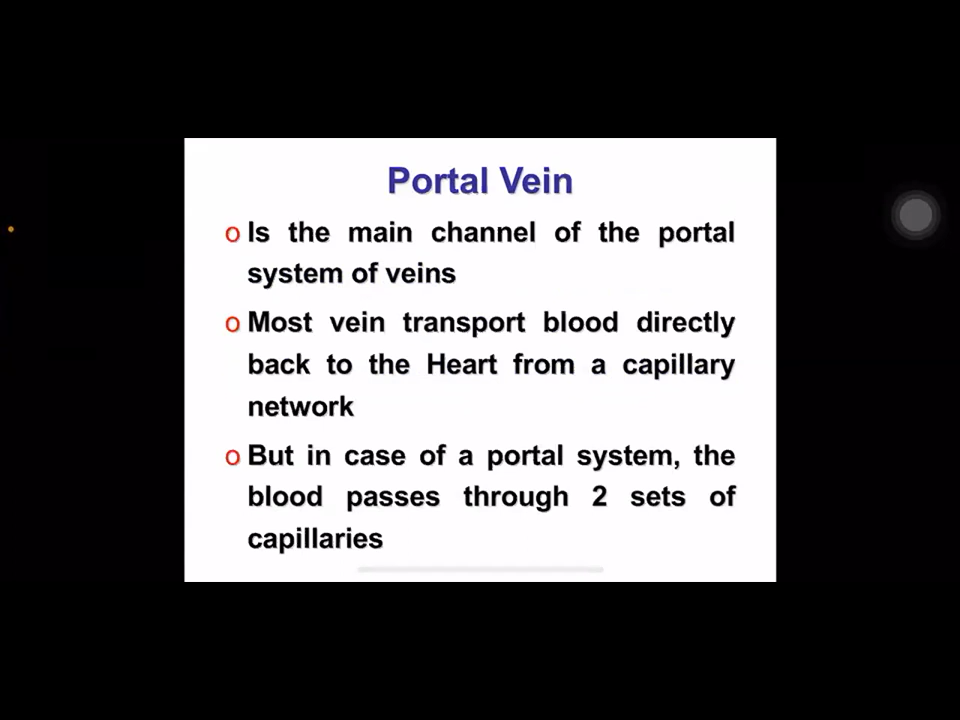 Portal Vein
o Is the main channel of the portal
system of veins
o Most vein transport blood directly
back to the Heart from a capillary
network
o But in case of a portal system, the
blood passes through 2 sets of
capillaries